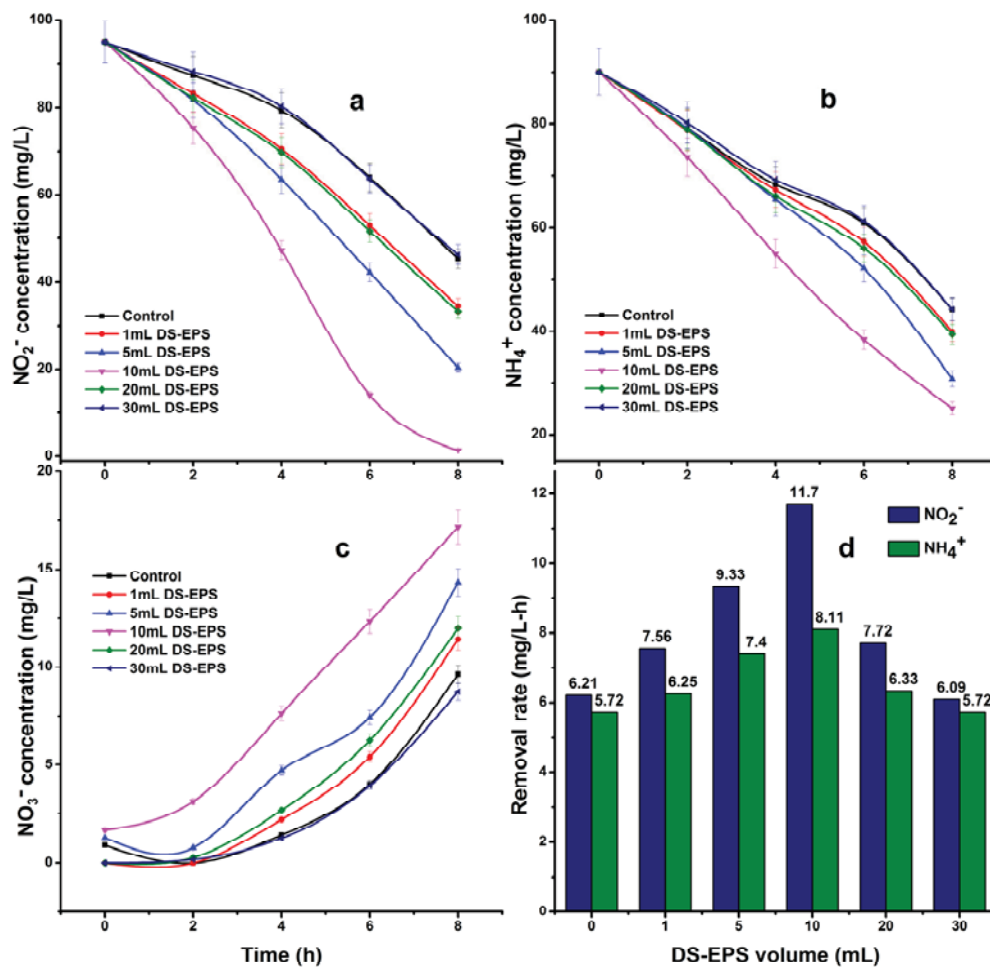 100
80
60
40
20
0
NO₂⁻ concentration (mg/L)
a
Control
1mL DS-EPS
5mL DS-EPS
10mL DS-EPS
20mL DS-EPS
30mL DS-EPS
0 2 4 6 8
100
80
60
40
20
NH₄⁺ concentration (mg/L)
b
Control
1mL DS-EPS
5mL DS-EPS
10mL DS-EPS
20mL DS-EPS
30mL DS-EPS
0 2 4 6 8
20
15
10
5
0
NO₃⁻ concentration (mg/L)
c
Control
1mL DS-EPS
5mL DS-EPS
10mL DS-EPS
20mL DS-EPS
30mL DS-EPS
0 2 4 6 8
Time (h)
12
10
8
6
4
2
0
Removal rate (mg/L-h)
d
NO₂⁻
NH₄⁺
6.21 5.72 7.56 6.25 9.33 7.4 11.7 8.11 7.72 6.33 6.09 5.72
0 1 5 10 20 30
DS-EPS volume (mL)